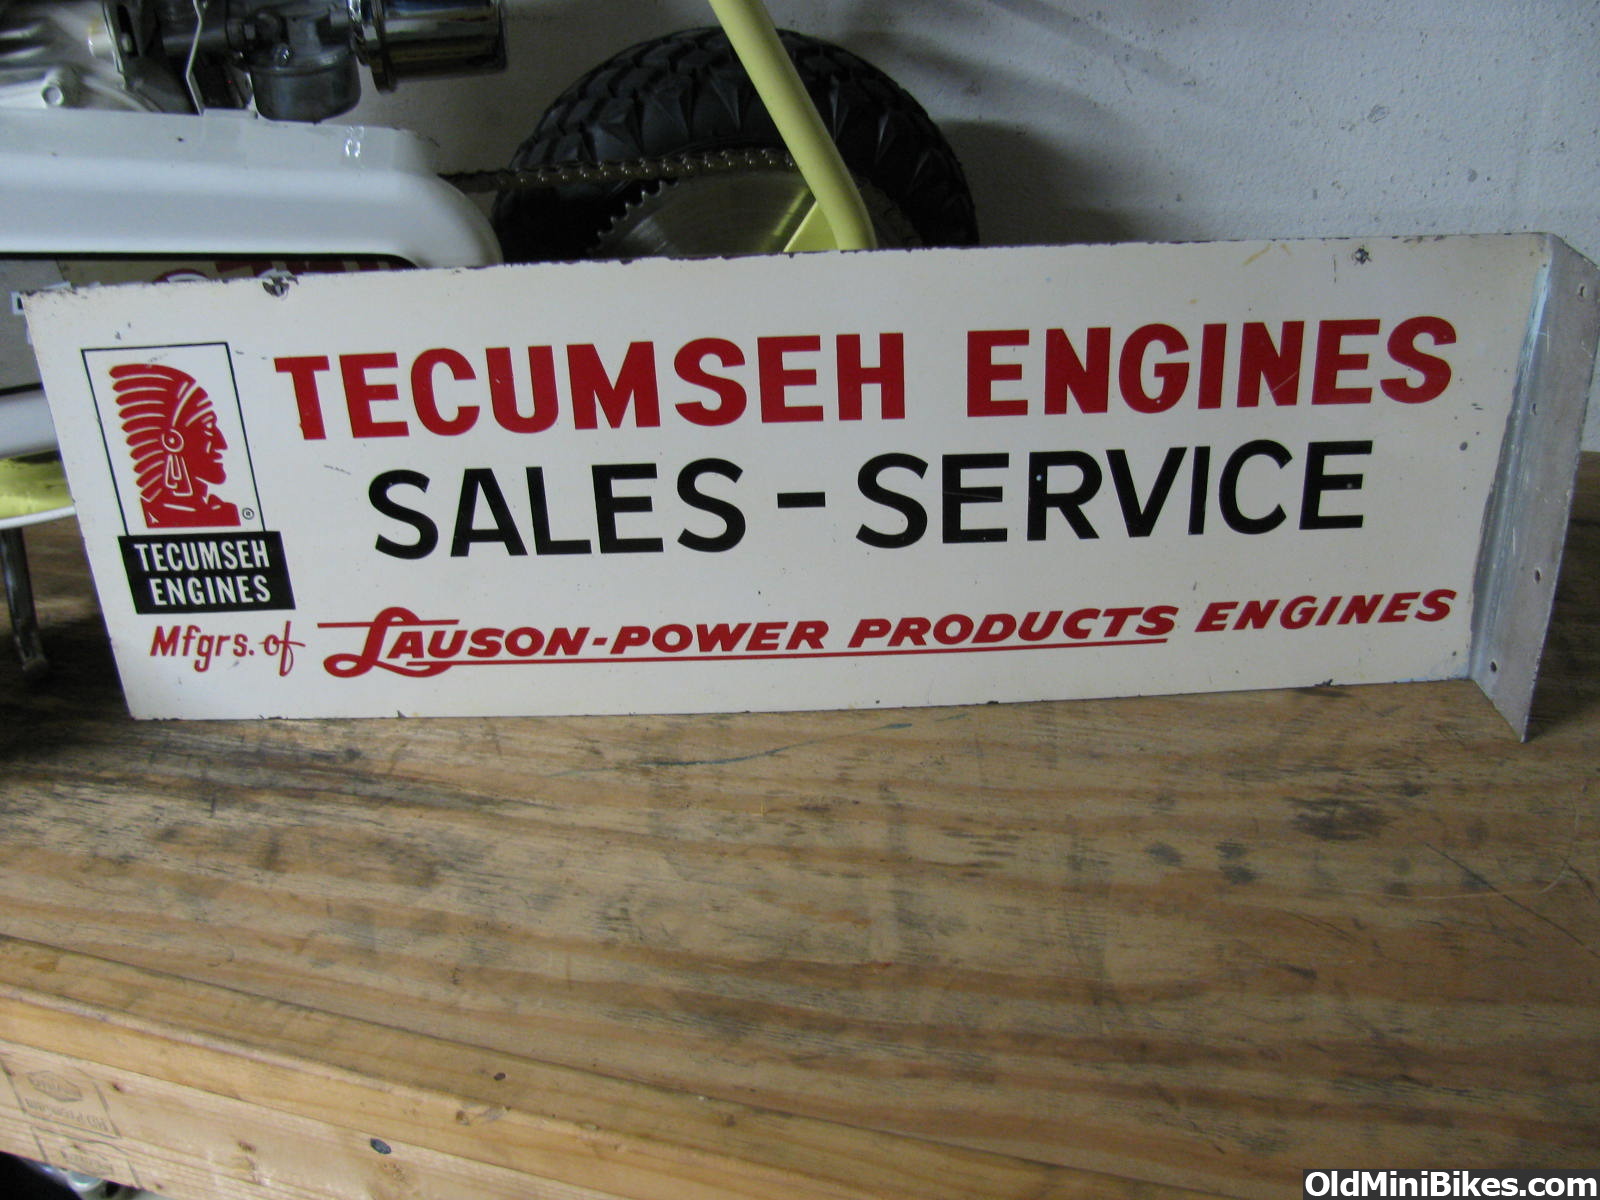 TECUMSEH ENGINES
SALES - SERVICE
®
TECUMSEH
ENGINES
Mfgrs. of LAUSON-POWER PRODUCTS ENGINES
OldMiniBikes.com